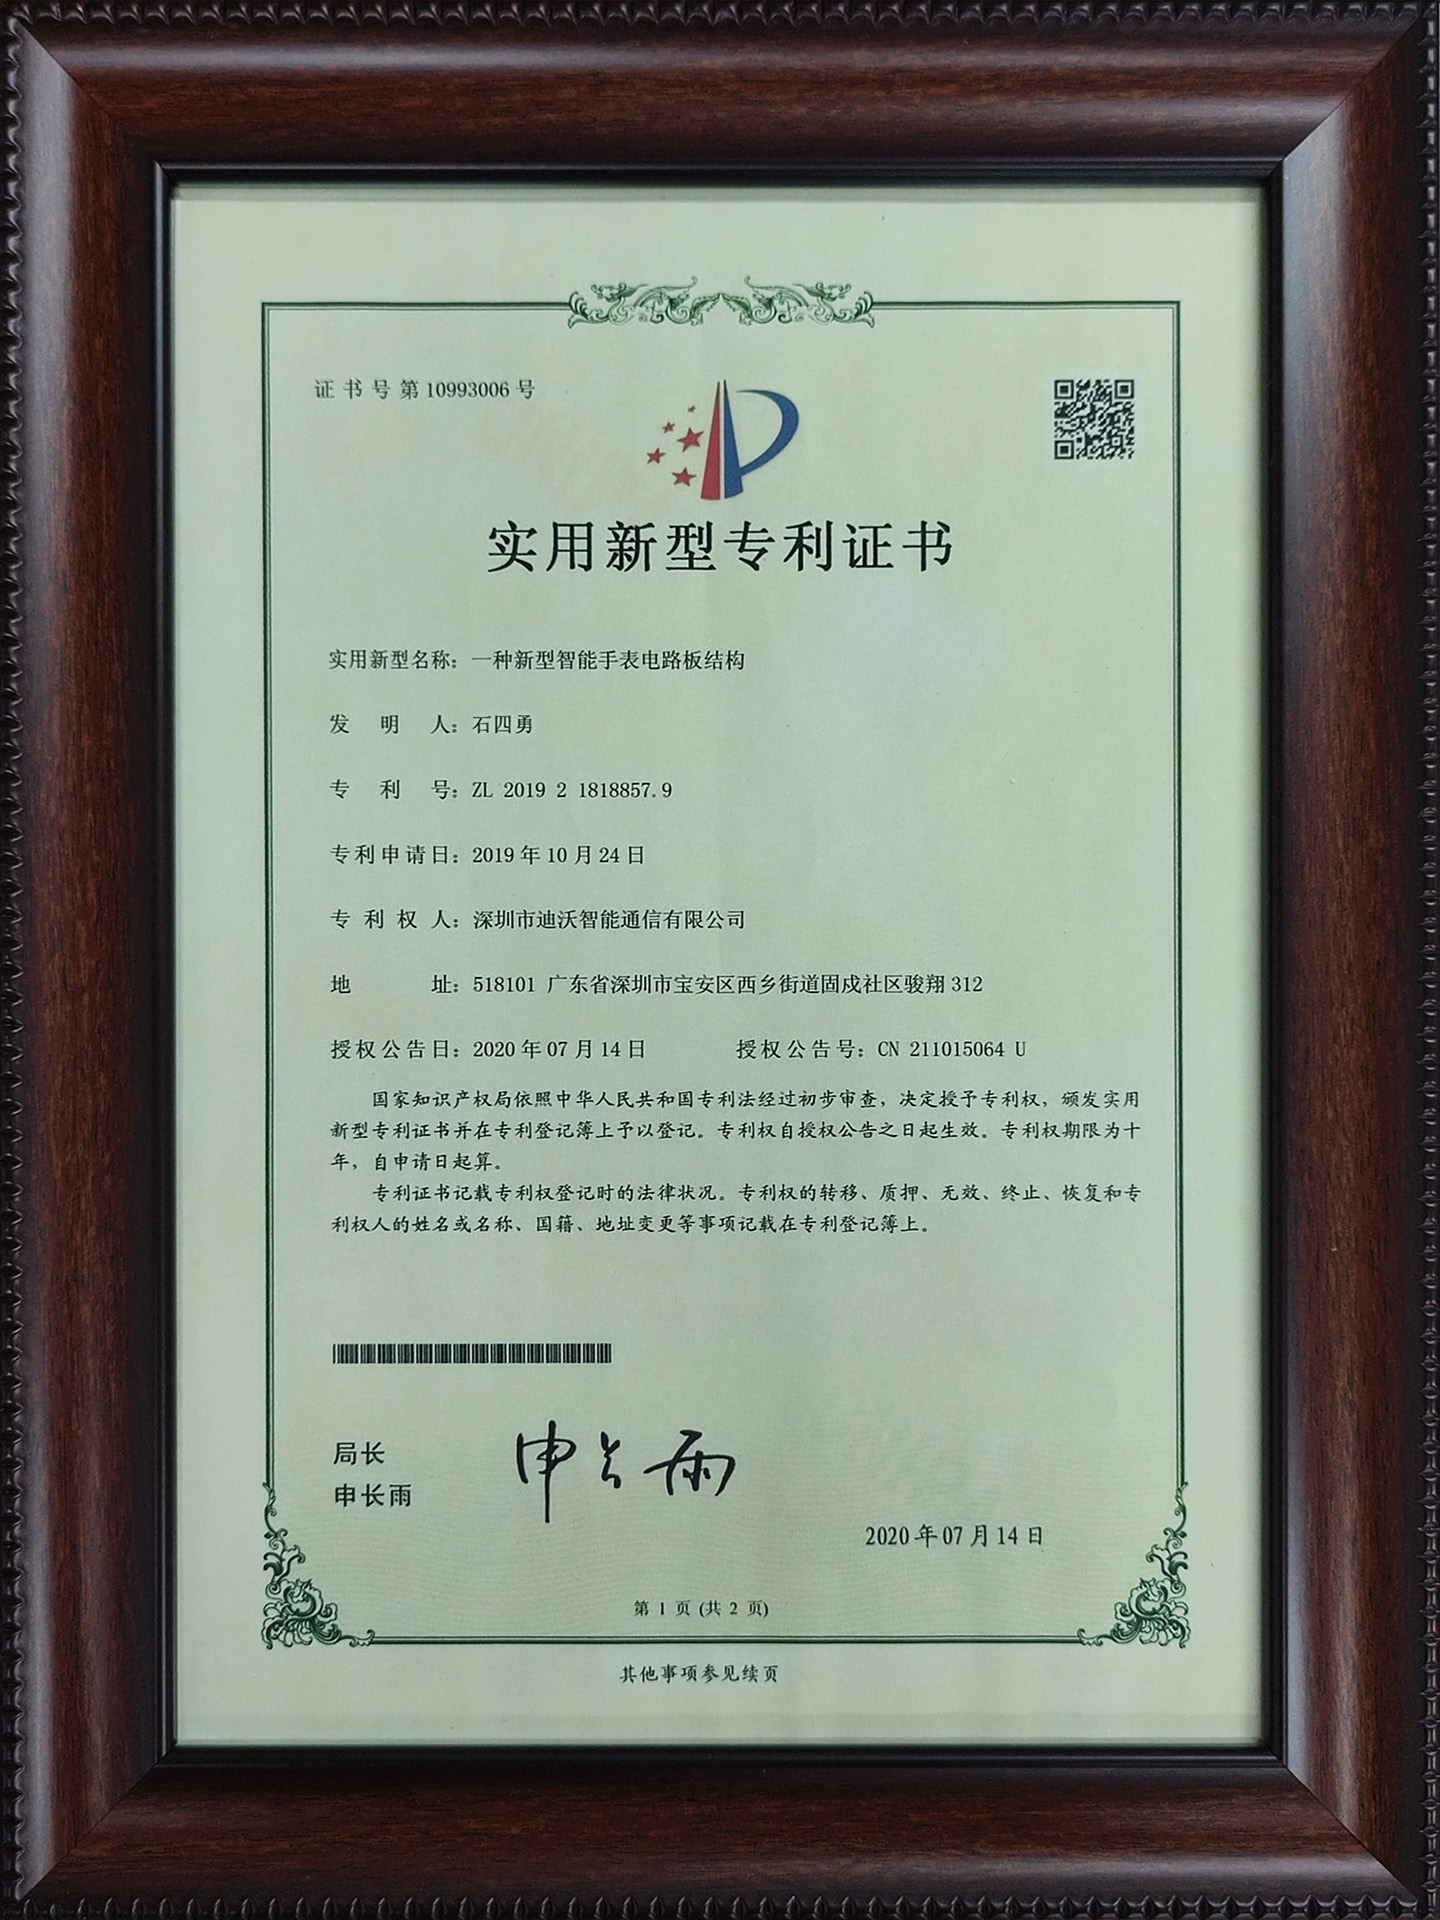 证书号第10993006号
实用新型专利证书
实用新型名称：一种新型智能手表电路板结构
发明人：石四勇
专利号：ZL 2019 2 1818857.9
专利申请日：2019年10月24日
专利权人：深圳市迪沃智能通信有限公司
地址：518101 广东省深圳市宝安区西乡街道固戍社区骏翔312
授权公告日：2020年07月14日 授权公告号：CN 211015064 U
国家知识产权局依照中华人民共和国专利法经过初步审查，决定授予专利权，颁发实用
新型专利证书并在专利登记簿上予以登记。专利权自授权公告之日起生效。专利权期限为十
年，自申请日起算。
专利证书记载专利权登记时的法律状况。专利权的转移、质押、无效、终止、恢复和专
利权人的姓名或名称、国籍、地址变更等事项记载在专利登记簿上。
局长
申长雨
申长雨
2020年07月14日
第 1 页 (共 2 页)
其他事项参见续页